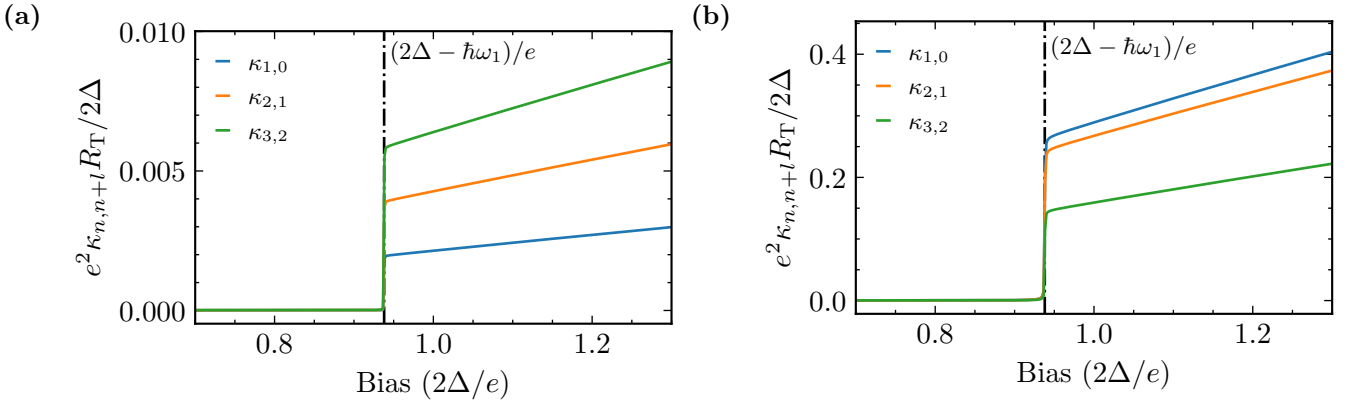 (a)
0.010
0.005
0.000
e²κₙ,ₙ₊ₗR_T/2Δ
(2Δ − ħω₁)/e
κ₁,₀
κ₂,₁
κ₃,₂
0.8 1.0 1.2
Bias (2Δ/e)
(b)
0.4
0.2
0.0
e²κₙ,ₙ₊ₗR_T/2Δ
(2Δ − ħω₁)/e
κ₁,₀
κ₂,₁
κ₃,₂
0.8 1.0 1.2
Bias (2Δ/e)